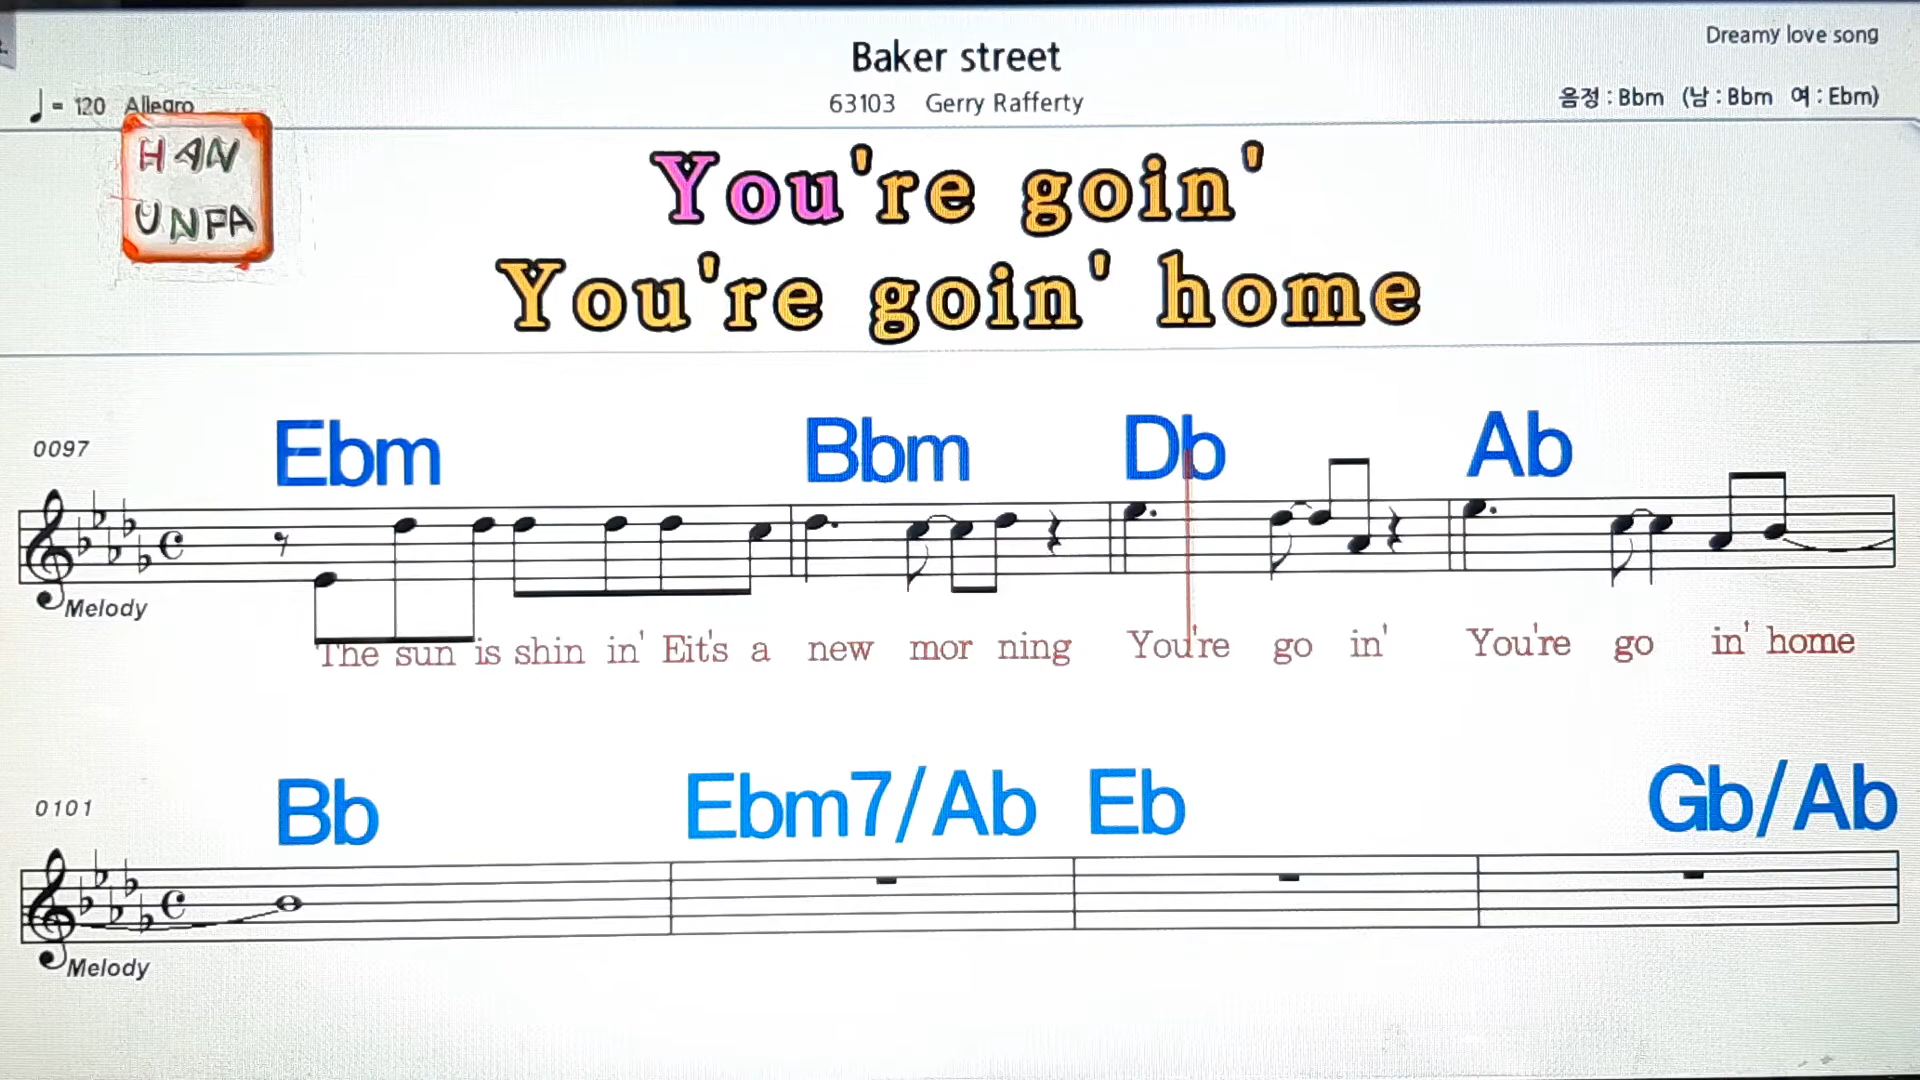 Dreamy love song
Baker street
♩ = 120 Allegro
63103 Gerry Rafferty
음정 : Bbm (남 : Bbm 여 : Ebm)
HAN
UNFA
You're goin'
You're goin' home
0097
Ebm Bbm Db Ab
Melody
The sun is shin in' Eit's a new mor ning You're go in' You're go in' home
0101
Bb Ebm7/Ab Eb Gb/Ab
Melody